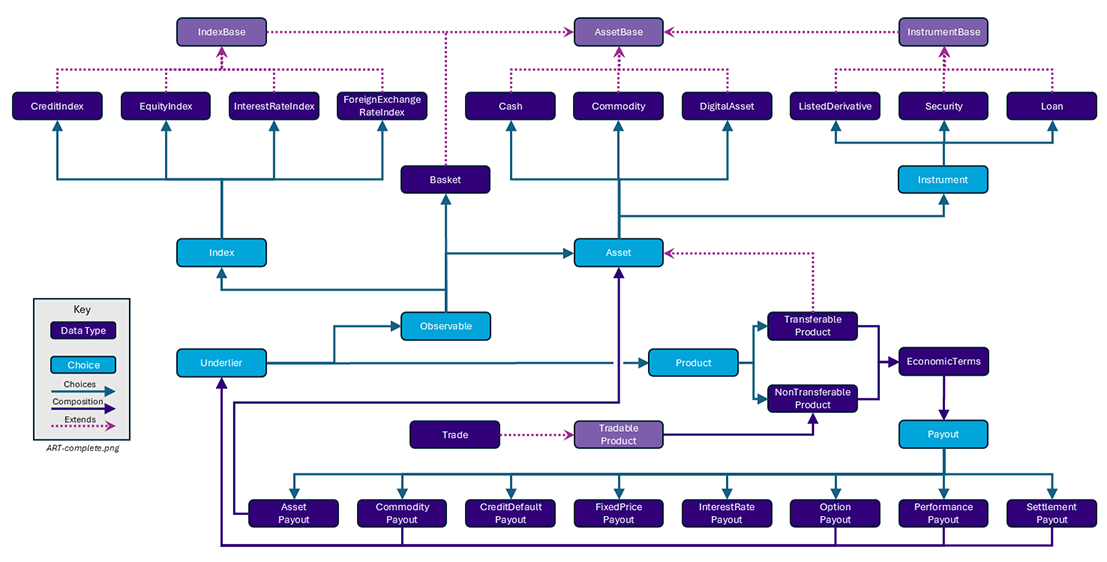 IndexBase
AssetBase
InstrumentBase
CreditIndex
EquityIndex
InterestRateIndex
ForeignExchange
RateIndex
Cash
Commodity
DigitalAsset
ListedDerivative
Security
Loan
Basket
Instrument
Index
Asset
Observable
Transferable
Product
Underlier
Product
EconomicTerms
NonTransferable
Product
Trade
Tradable
Product
Payout
Key
Data Type
Choice
Choices
Composition
Extends
ART-complete.png
Asset
Payout
Commodity
Payout
CreditDefault
Payout
FixedPrice
Payout
InterestRate
Payout
Option
Payout
Performance
Payout
Settlement
Payout